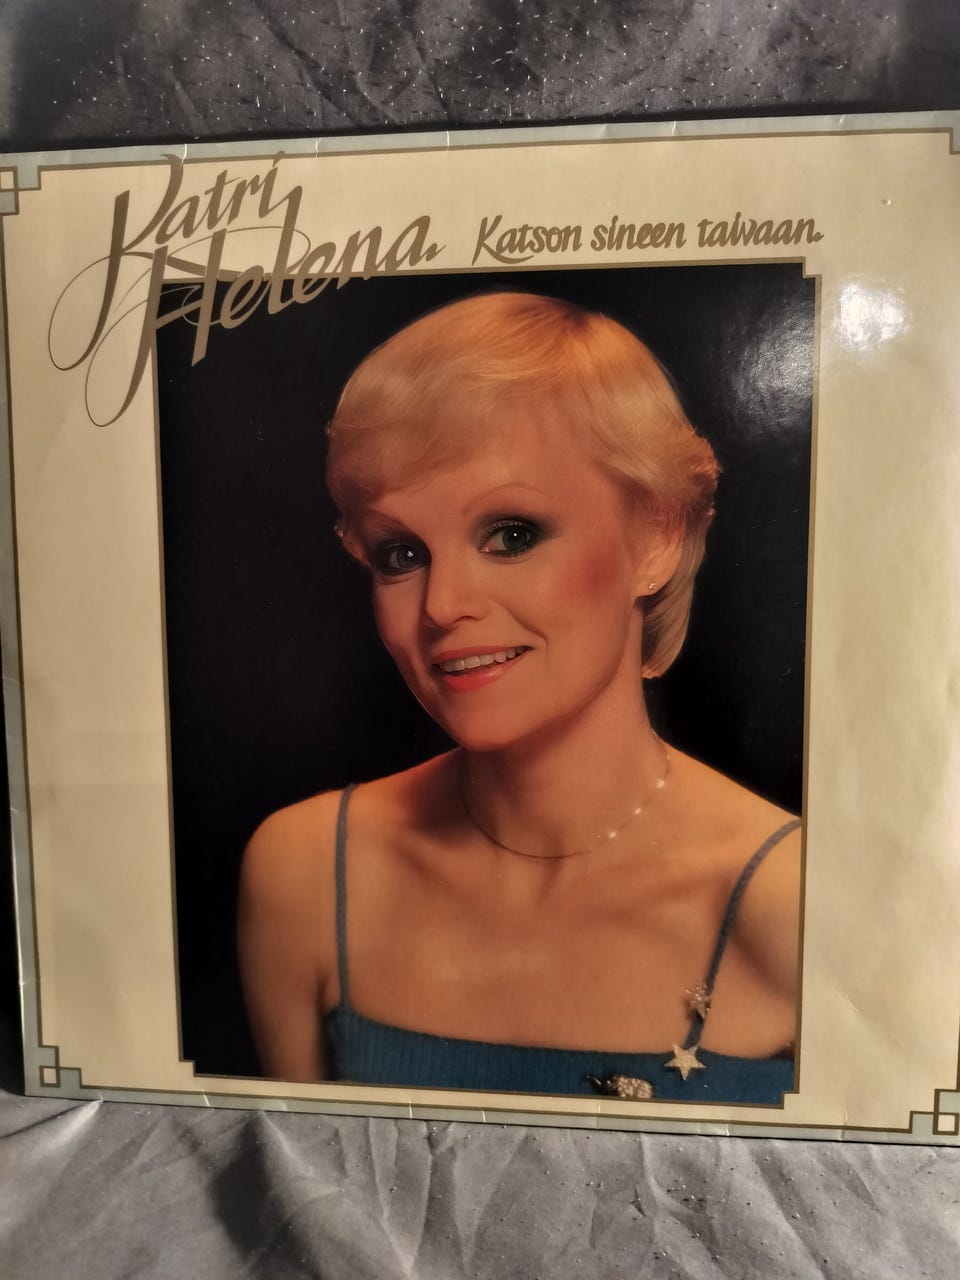 Katri
Helena.
Katson sineen taivaan.